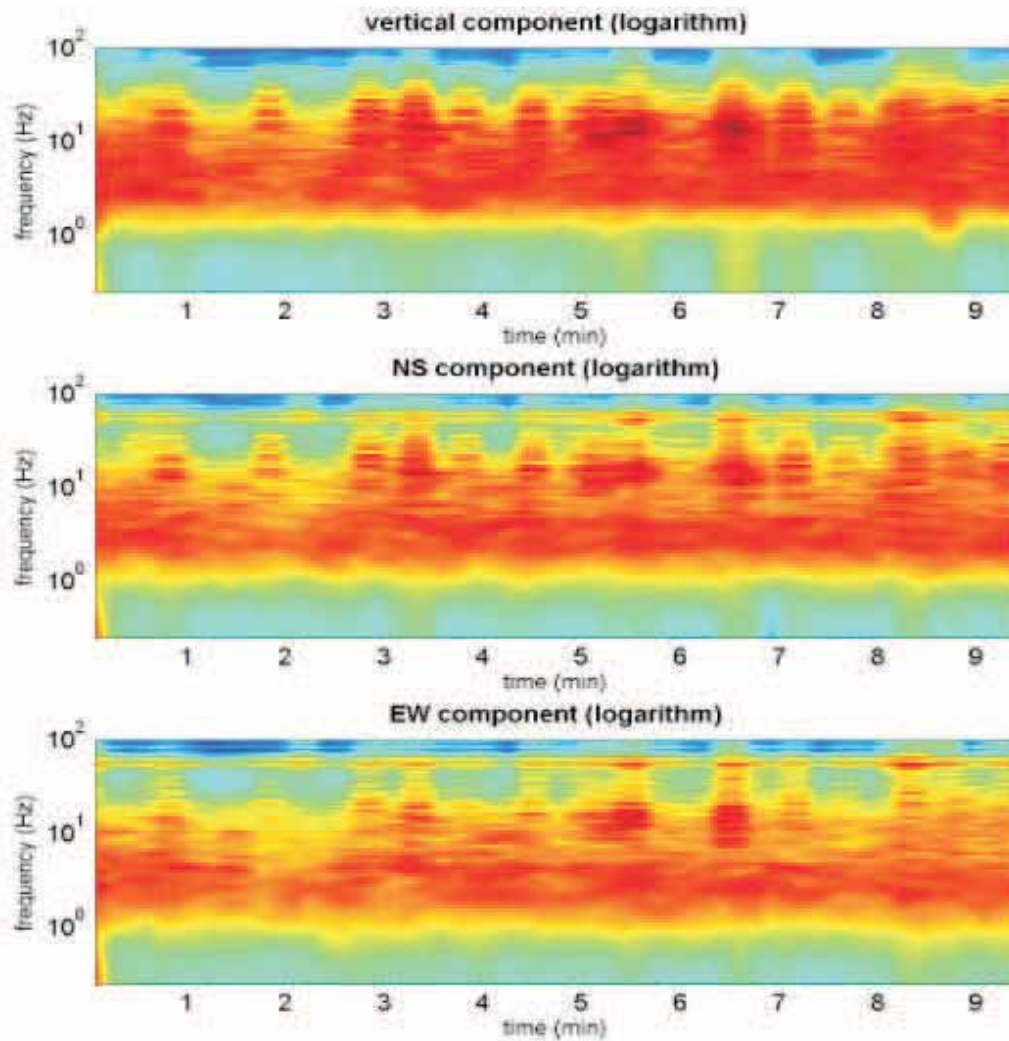 vertical component (logarithm)
10²
10
10⁰
frequency (Hz)
1 2 3 4 5 6 7 8 9
time (min)
NS component (logarithm)
10²
10¹
10⁰
frequency (Hz)
1 2 3 4 5 6 7 8 9
time (min)
EW component (logarithm)
10²
10¹
10⁰
frequency (Hz)
1 2 3 4 5 6 7 8 9
time (min)